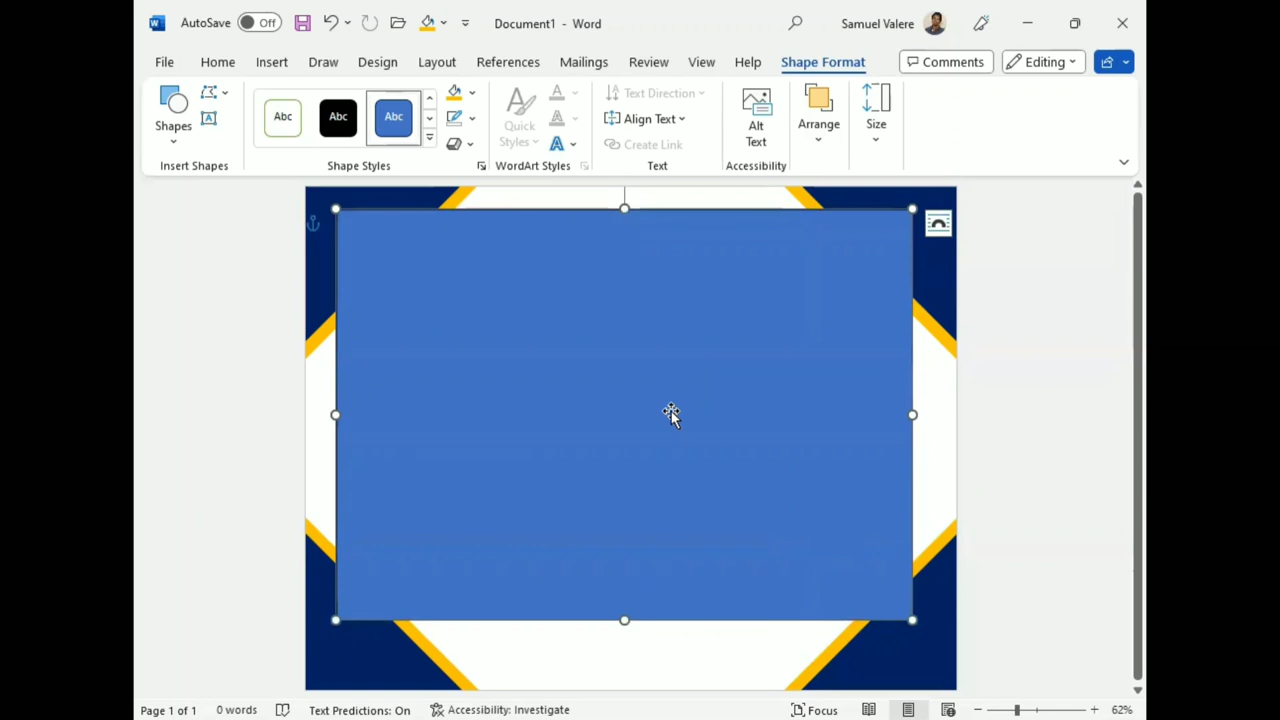 AutoSave Off Document1 - Word Samuel Valere
File Home Insert Draw Design Layout References Mailings Review View Help Shape Format Comments Editing
Shapes
Insert Shapes
Abc Abc Abc
Shape Styles
Quick
Styles
WordArt Styles
Text Direction
Align Text
Create Link
Text
Alt
Text
Accessibility
Arrange
Size
Page 1 of 1 0 words Text Predictions: On Accessibility: Investigate Focus 62%